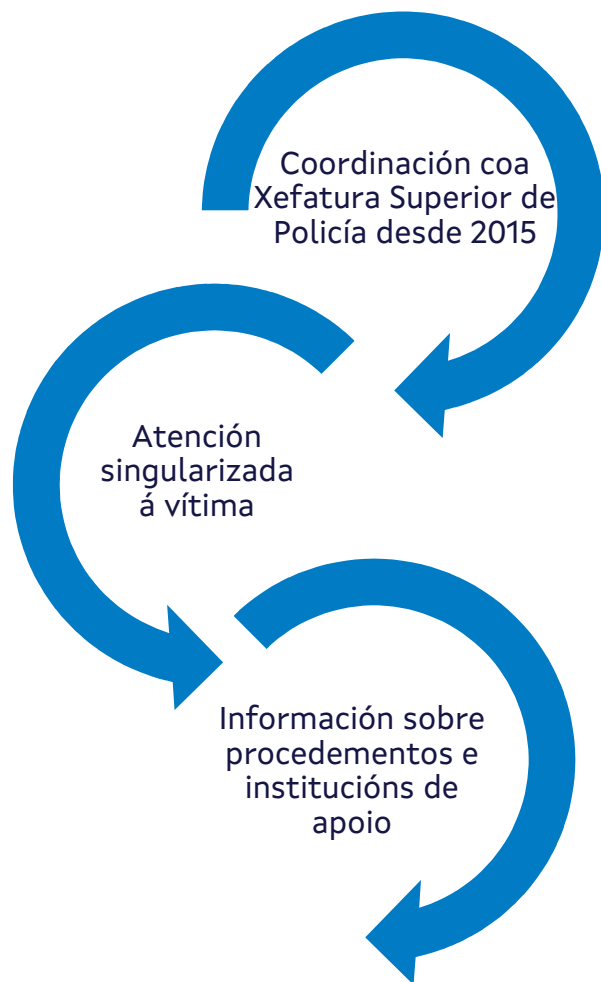 Coordinación coa
Xefatura Superior de
Policía desde 2015
Atención
singularizada
á vítima
Información sobre
procedementos e
institucións de
apoio